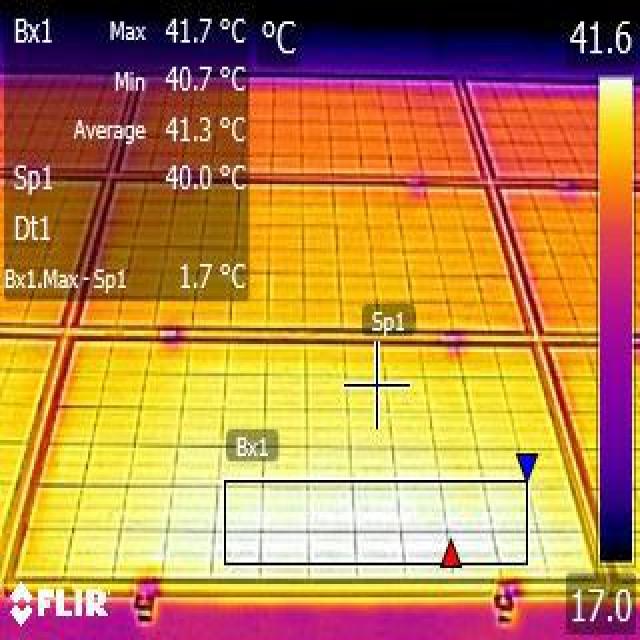 Bx1 Max 41.7 °C °C 41.6
Min 40.7 °C
Average 41.3 °C
Sp1 40.0 °C
Dt1
Bx1.Max - Sp1 1.7 °C
Sp1
Bx1
FLIR 17.0